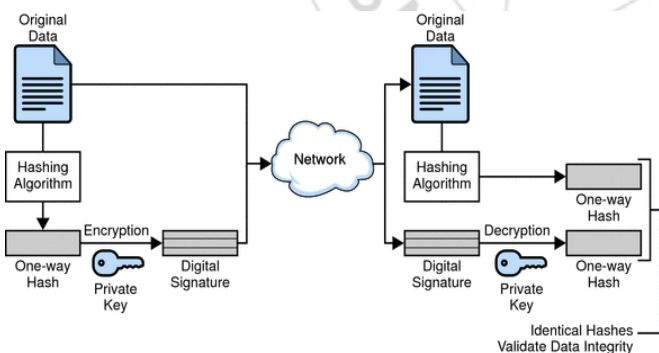 Original
Data
Original
Data
Network
Hashing
Algorithm
Hashing
Algorithm
One-way
Hash
Encryption
Decryption
One-way
Hash
Private
Key
Digital
Signature
Digital
Signature
Private
Key
One-way
Hash
Identical Hashes
Validate Data Integrity